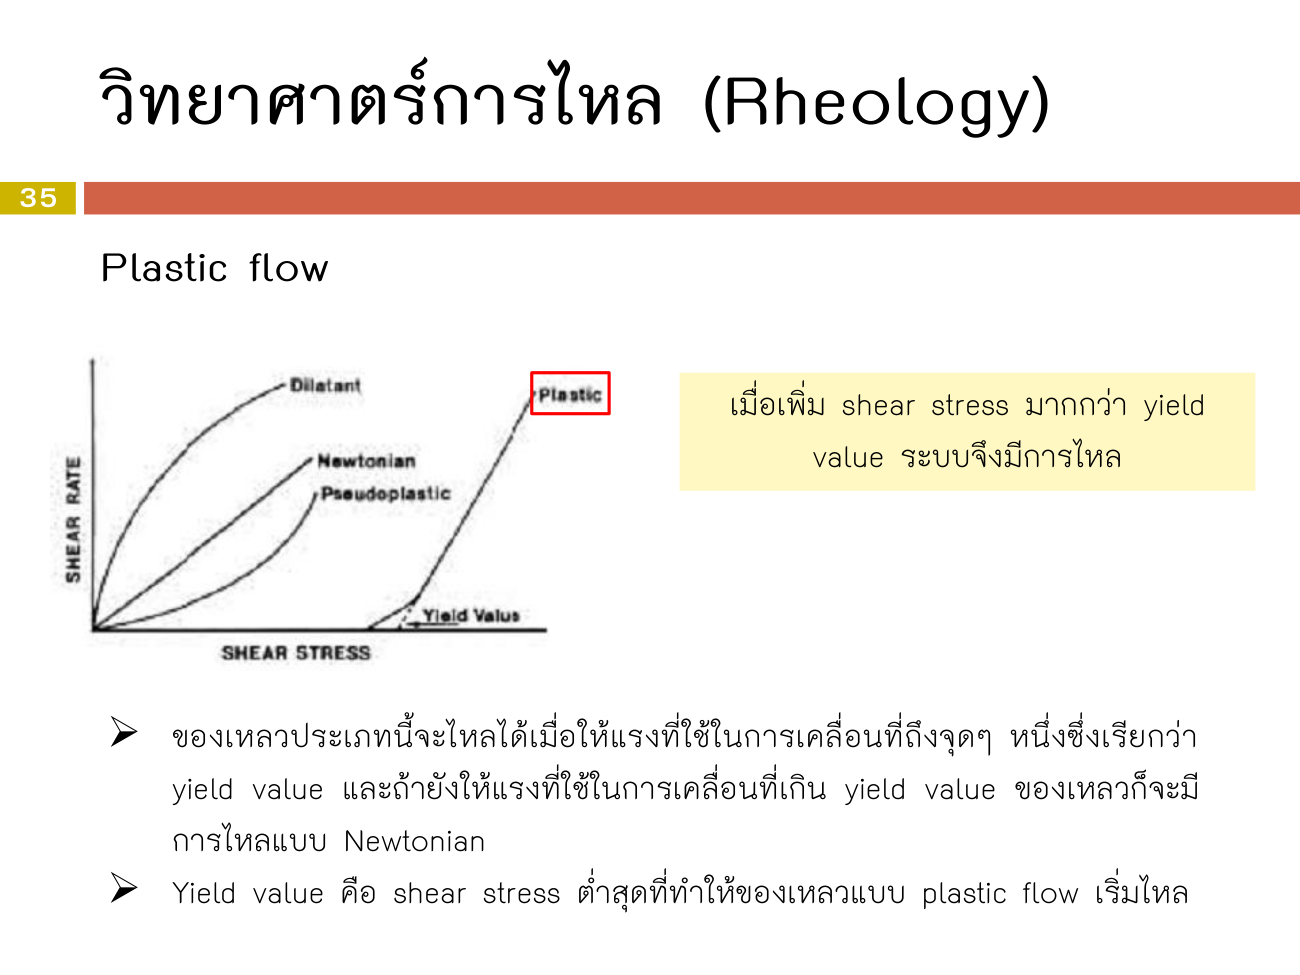 วิทยาศาตร์การไหล (Rheology)
35
Plastic flow
Dilatant
Plastic
Newtonian
Pseudoplastic
SHEAR RATE
Yield Value
SHEAR STRESS
เมื่อเพิ่ม shear stress มากกว่า yield
value ระบบจึงมีการไหล
➢ ของเหลวประเภทนี้จะไหลได้เมื่อให้แรงที่ใช้ในการเคลื่อนที่ถึงจุดๆ หนึ่งซึ่งเรียกว่า
yield value และถ้ายังให้แรงที่ใช้ในการเคลื่อนที่เกิน yield value ของเหลวก็จะมี
การไหลแบบ Newtonian
➢ Yield value คือ shear stress ต่ำสุดที่ทำให้ของเหลวแบบ plastic flow เริ่มไหล